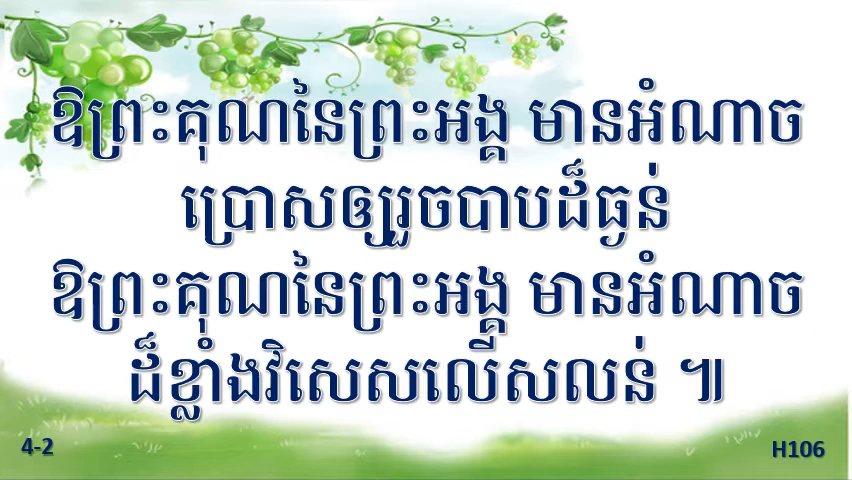 ឱព្រះគុណនៃព្រះអង្គ មានអំណាច
ប្រោសឲ្យរួចបាបដ៏ធ្ងន់
ឱព្រះគុណនៃព្រះអង្គ មានអំណាច
ដ៏ខ្លាំងវិសេសលើសលន់ ៕
4-2
H106